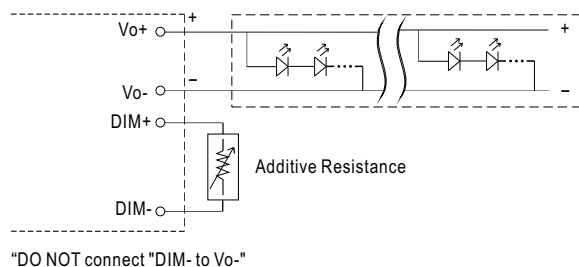 +
Vo+
+
−
−
Vo-
DIM+
Additive Resistance
DIM-
“DO NOT connect "DIM- to Vo-"